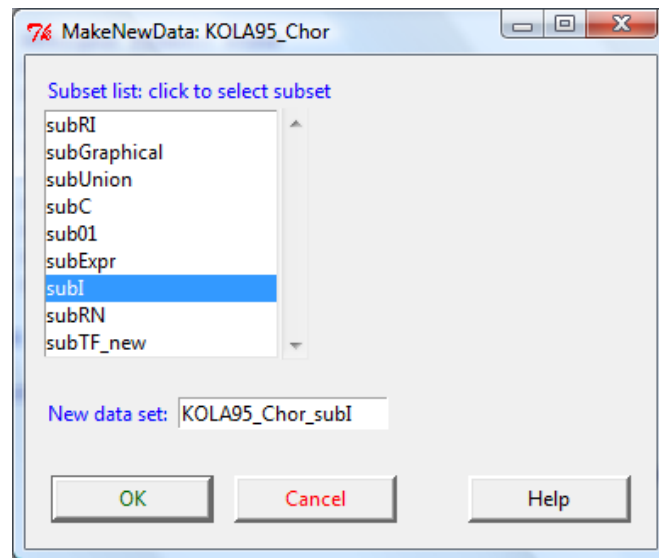 MakeNewData: KOLA95_Chor
Subset list: click to select subset
subRI
subGraphical
subUnion
subC
sub01
subExpr
subI
subRN
subTF_new
New data set: KOLA95_Chor_subI
OK Cancel Help